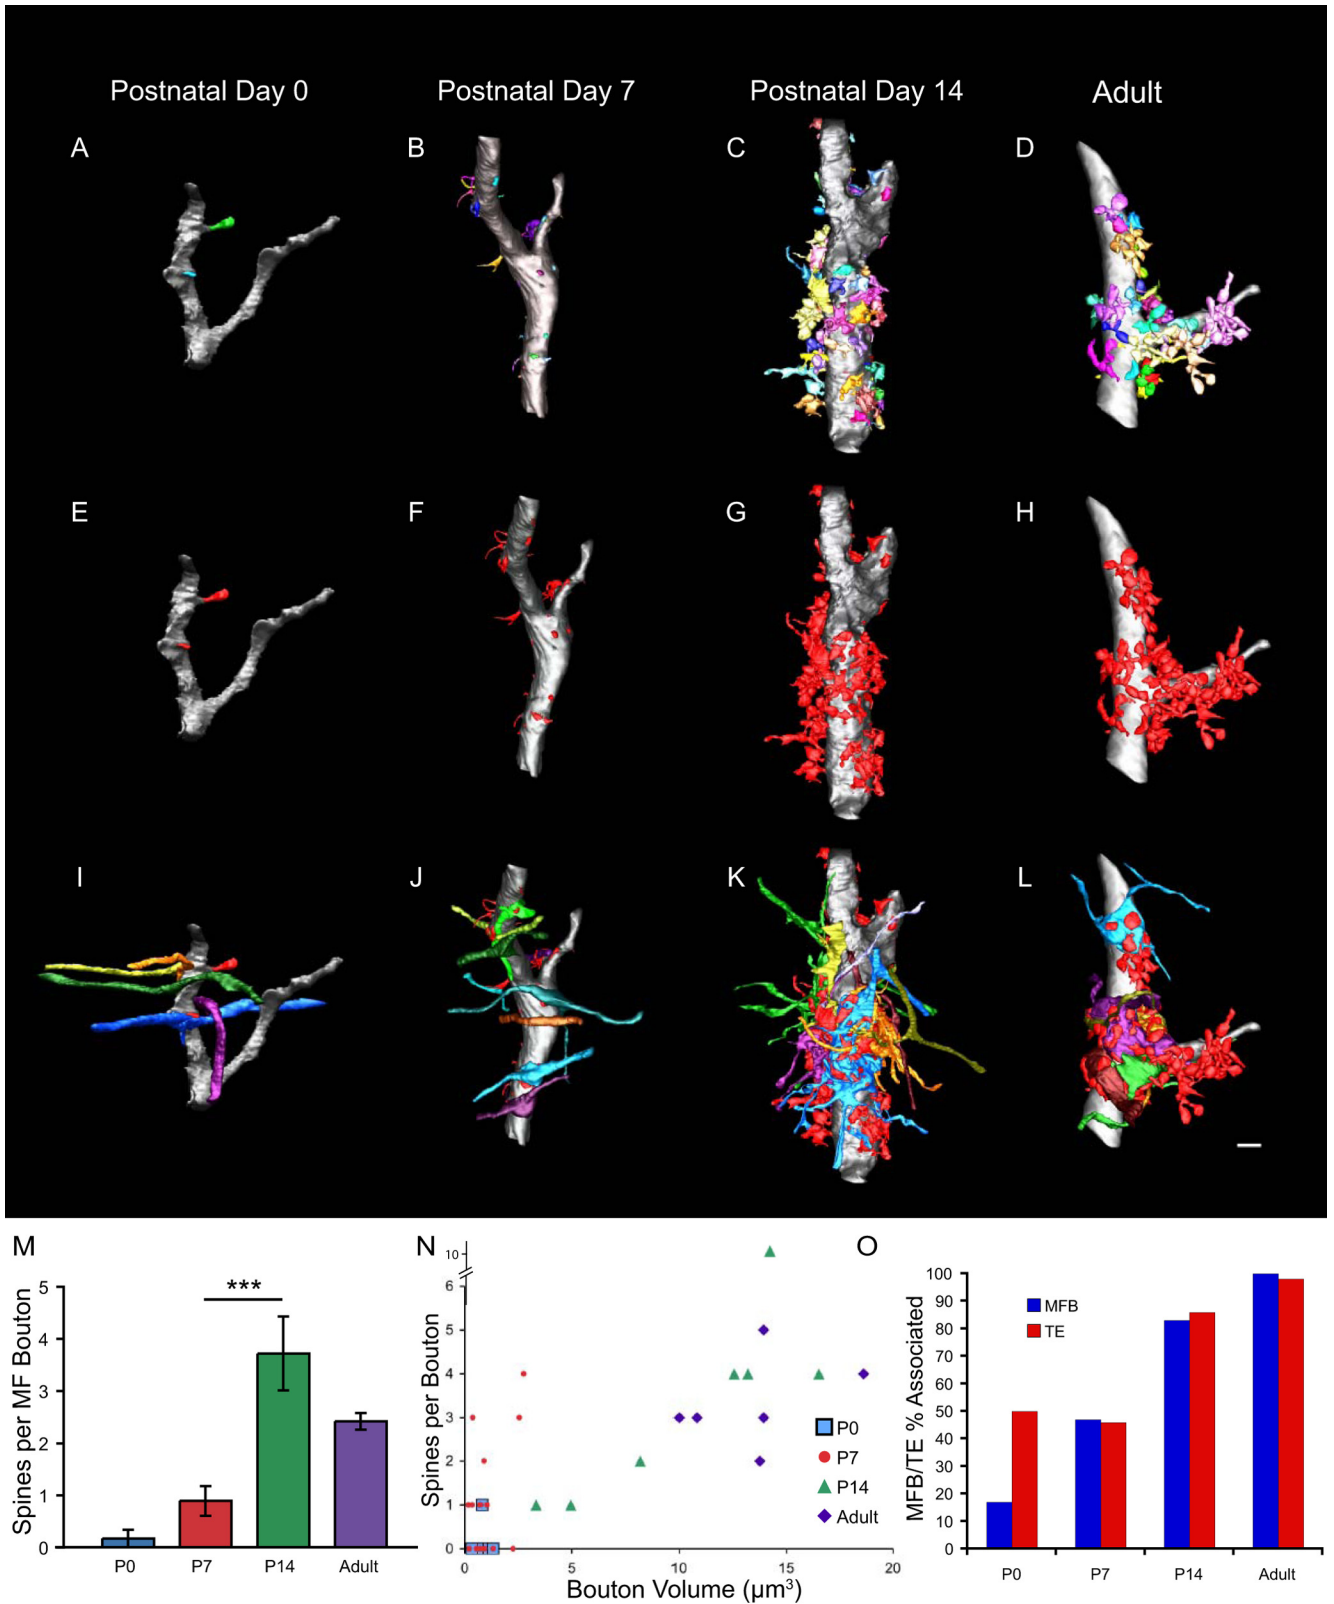 Postnatal Day 0
Postnatal Day 7
Postnatal Day 14
Adult
A
B
C
D
E
F
G
H
I
J
K
L
M
5
4
3
2
1
0
Spines per MF Bouton
***
P0
P7
P14
Adult
N
10
6
5
4
3
2
1
0
Spines per Bouton
P0
P7
P14
Adult
0
5
10
15
20
Bouton Volume (µm³)
O
100
90
80
70
60
50
40
30
20
10
0
MFB/TE % Associated
MFB
TE
P0
P7
P14
Adult